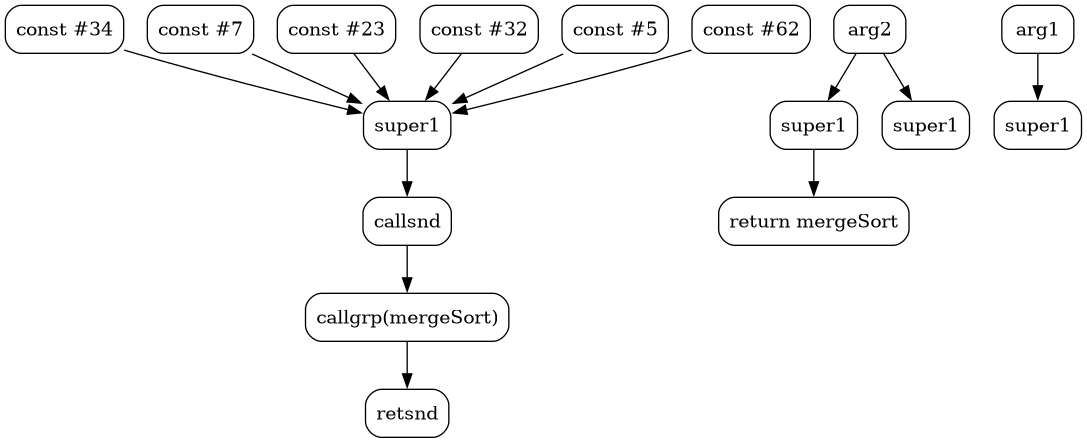 const #34
const #7
const #23
const #32
const #5
const #62
arg2
arg1
super1
super1
super1
super1
callsnd
return mergeSort
callgrp(mergeSort)
retsnd